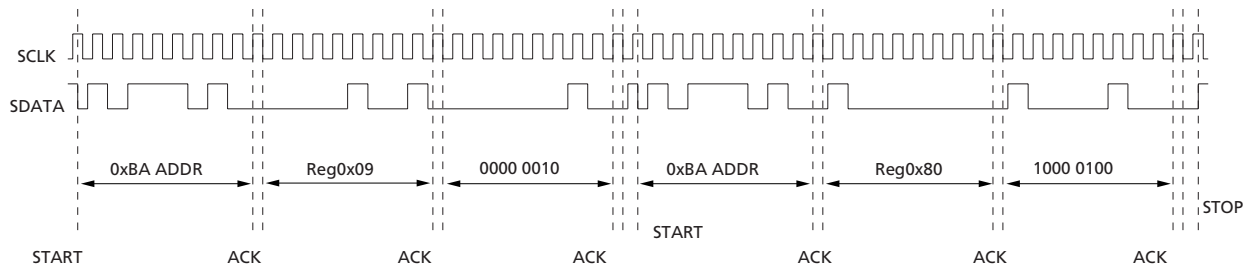 SCLK
SDATA
0xBA ADDR
Reg0x09
0000 0010
0xBA ADDR
Reg0x80
1000 0100
STOP
START
START
ACK
ACK
ACK
ACK
ACK
ACK